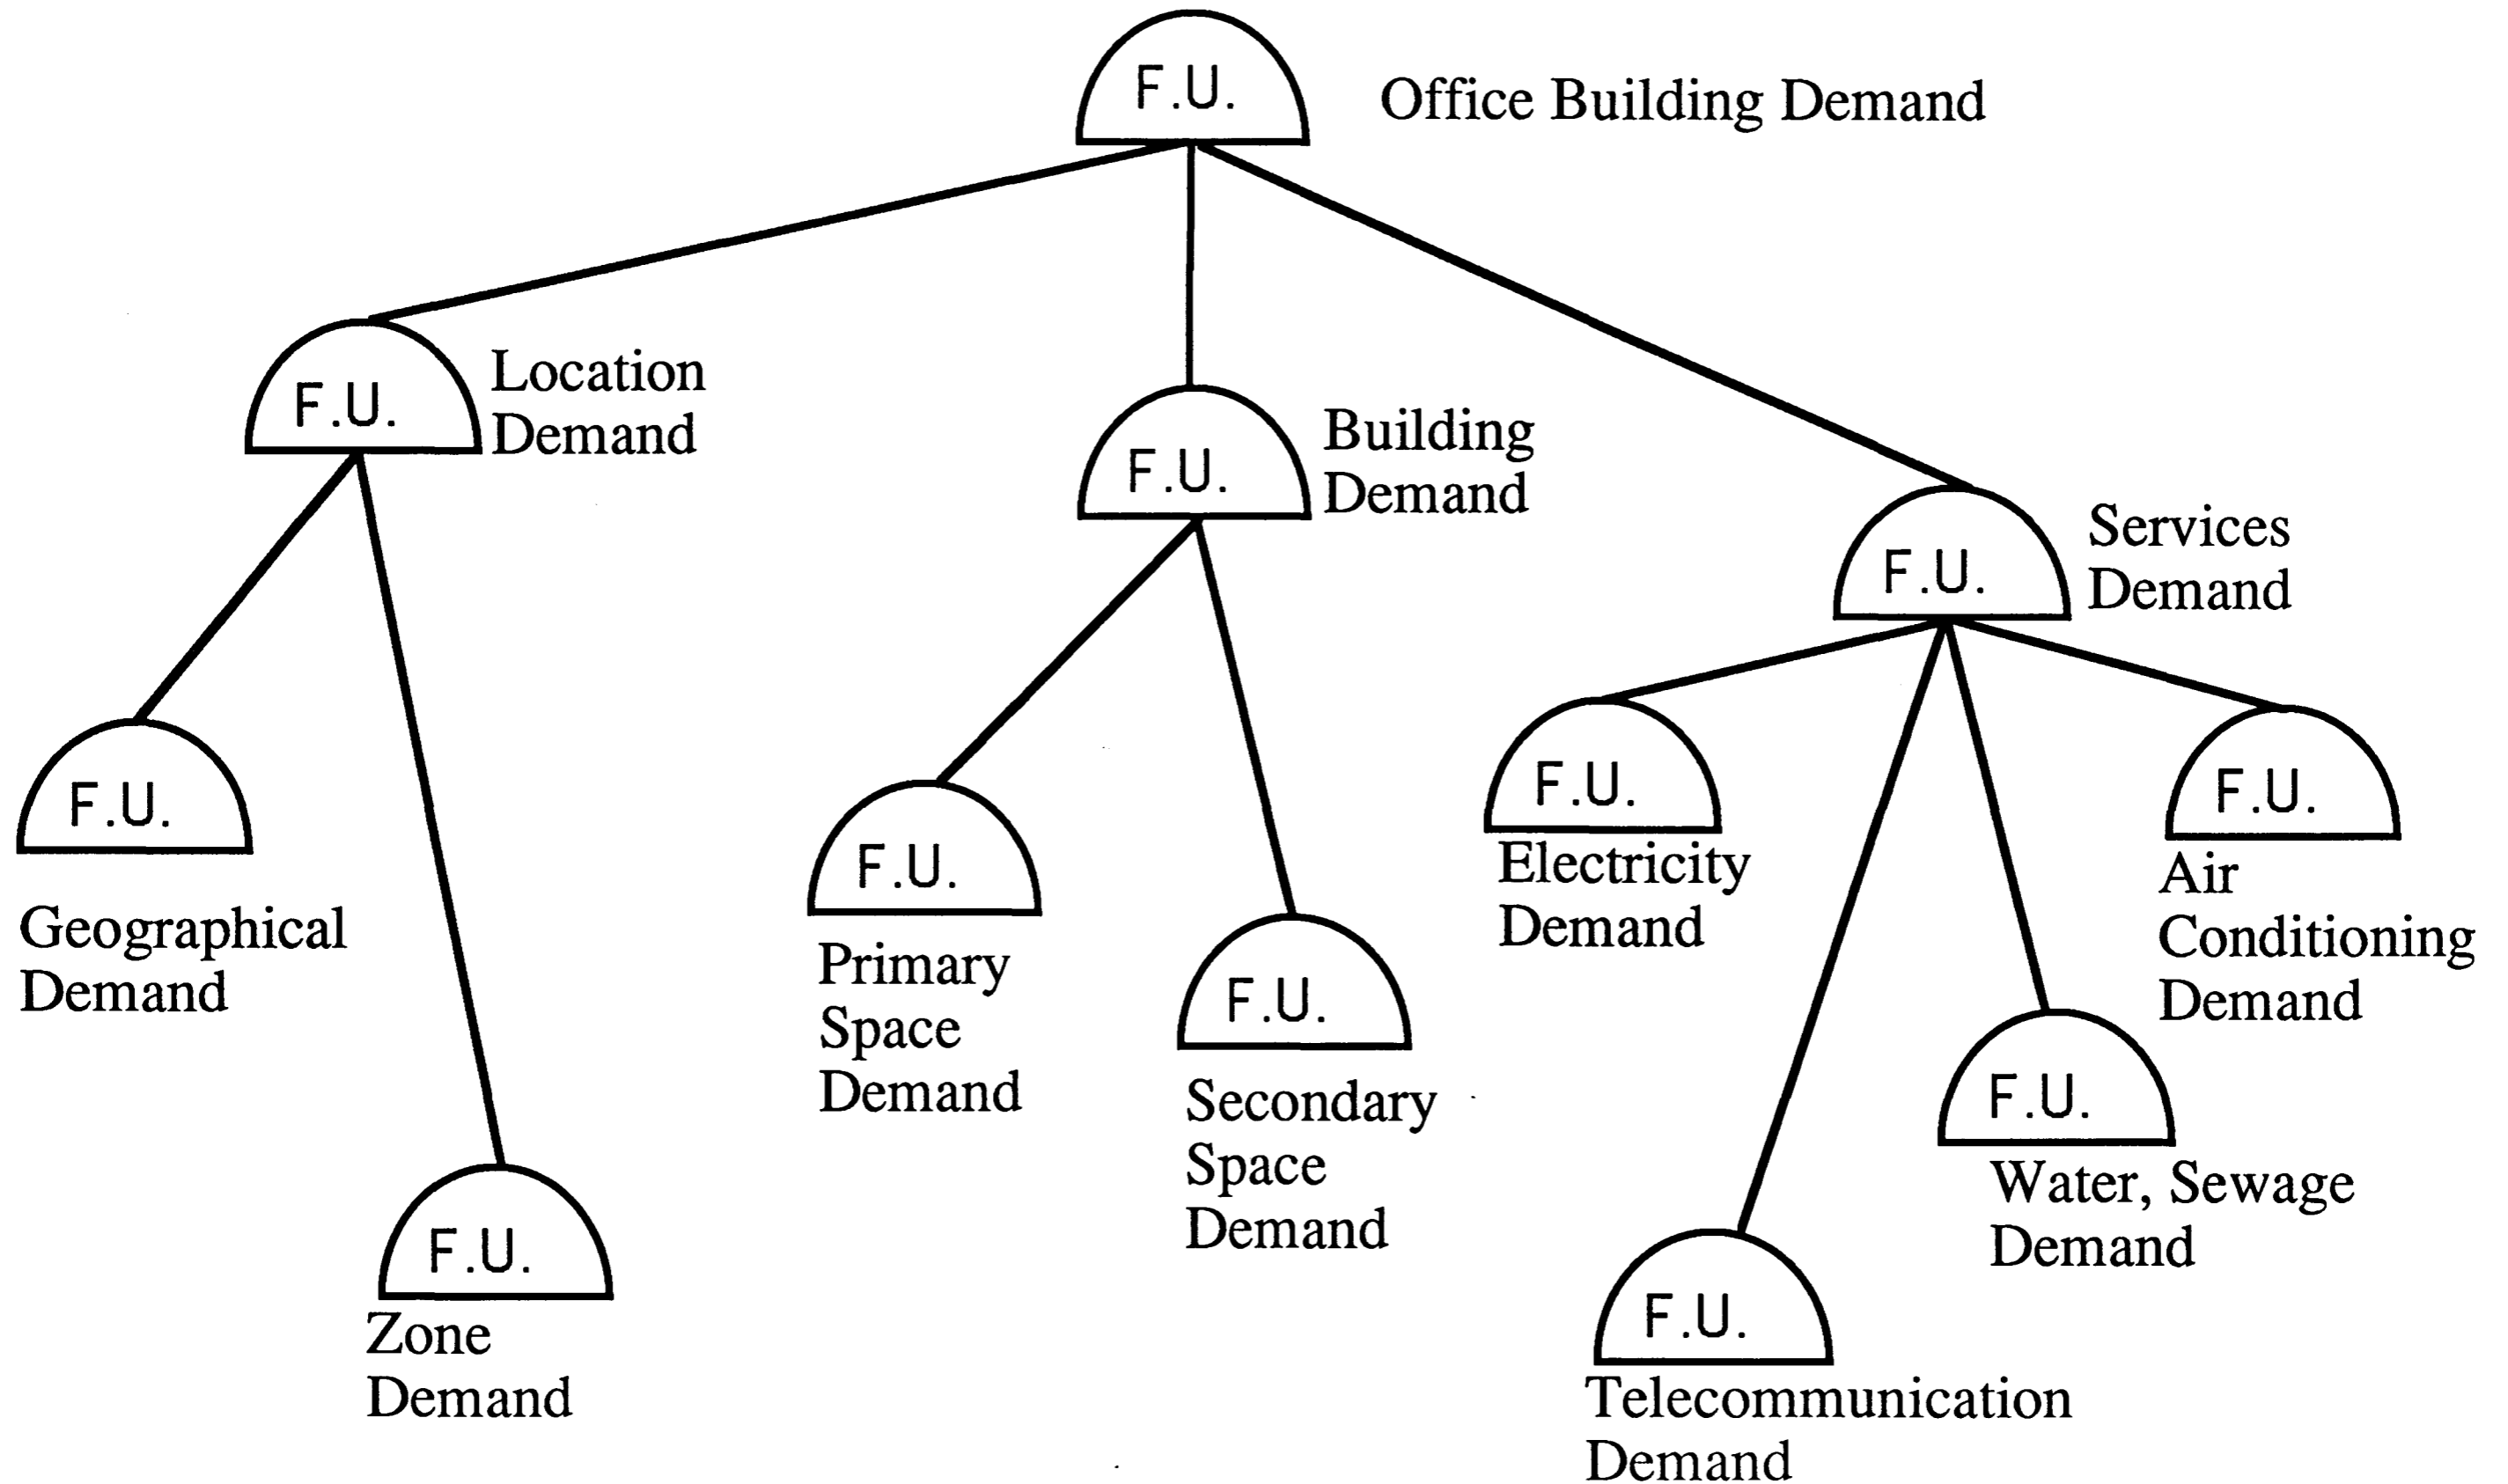 F.U.
Office Building Demand
F.U.
Location
Demand
F.U.
Building
Demand
F.U.
Services
Demand
F.U.
Geographical
Demand
F.U.
Zone
Demand
F.U.
Primary
Space
Demand
F.U.
Secondary
Space
Demand
F.U.
Electricity
Demand
F.U.
Telecommunication
Demand
F.U.
Water, Sewage
Demand
F.U.
Air
Conditioning
Demand